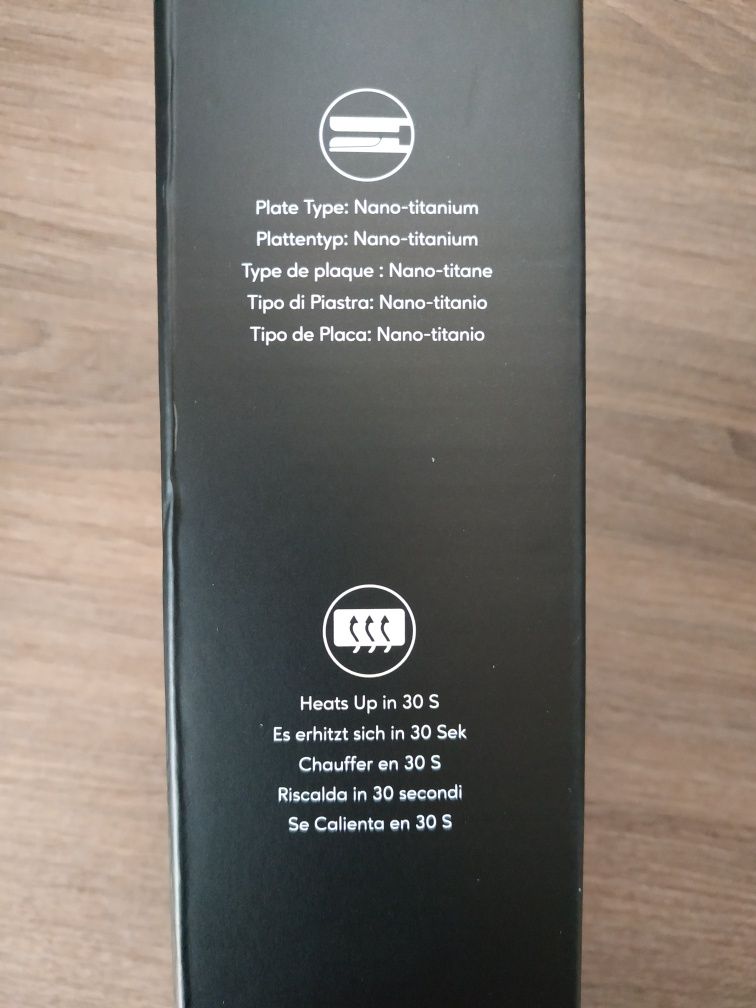 Plate Type: Nano-titanium
Plattentyp: Nano-titanium
Type de plaque : Nano-titane
Tipo di Piastra: Nano-titanio
Tipo de Placa: Nano-titanio
Heats Up in 30 S
Es erhitzt sich in 30 Sek
Chauffer en 30 S
Riscalda in 30 secondi
Se Calienta en 30 S